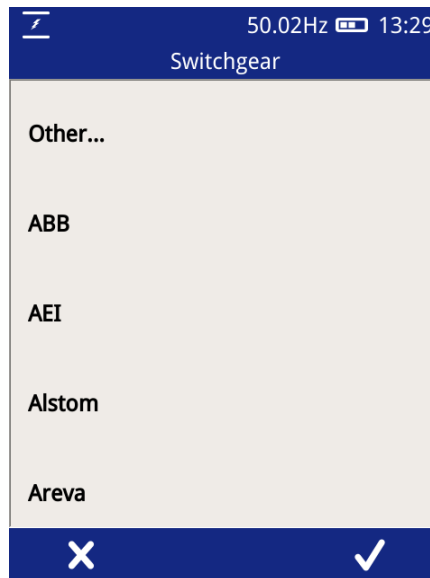 50.02Hz 13:29
Switchgear
Other...
ABB
AEI
Alstom
Areva